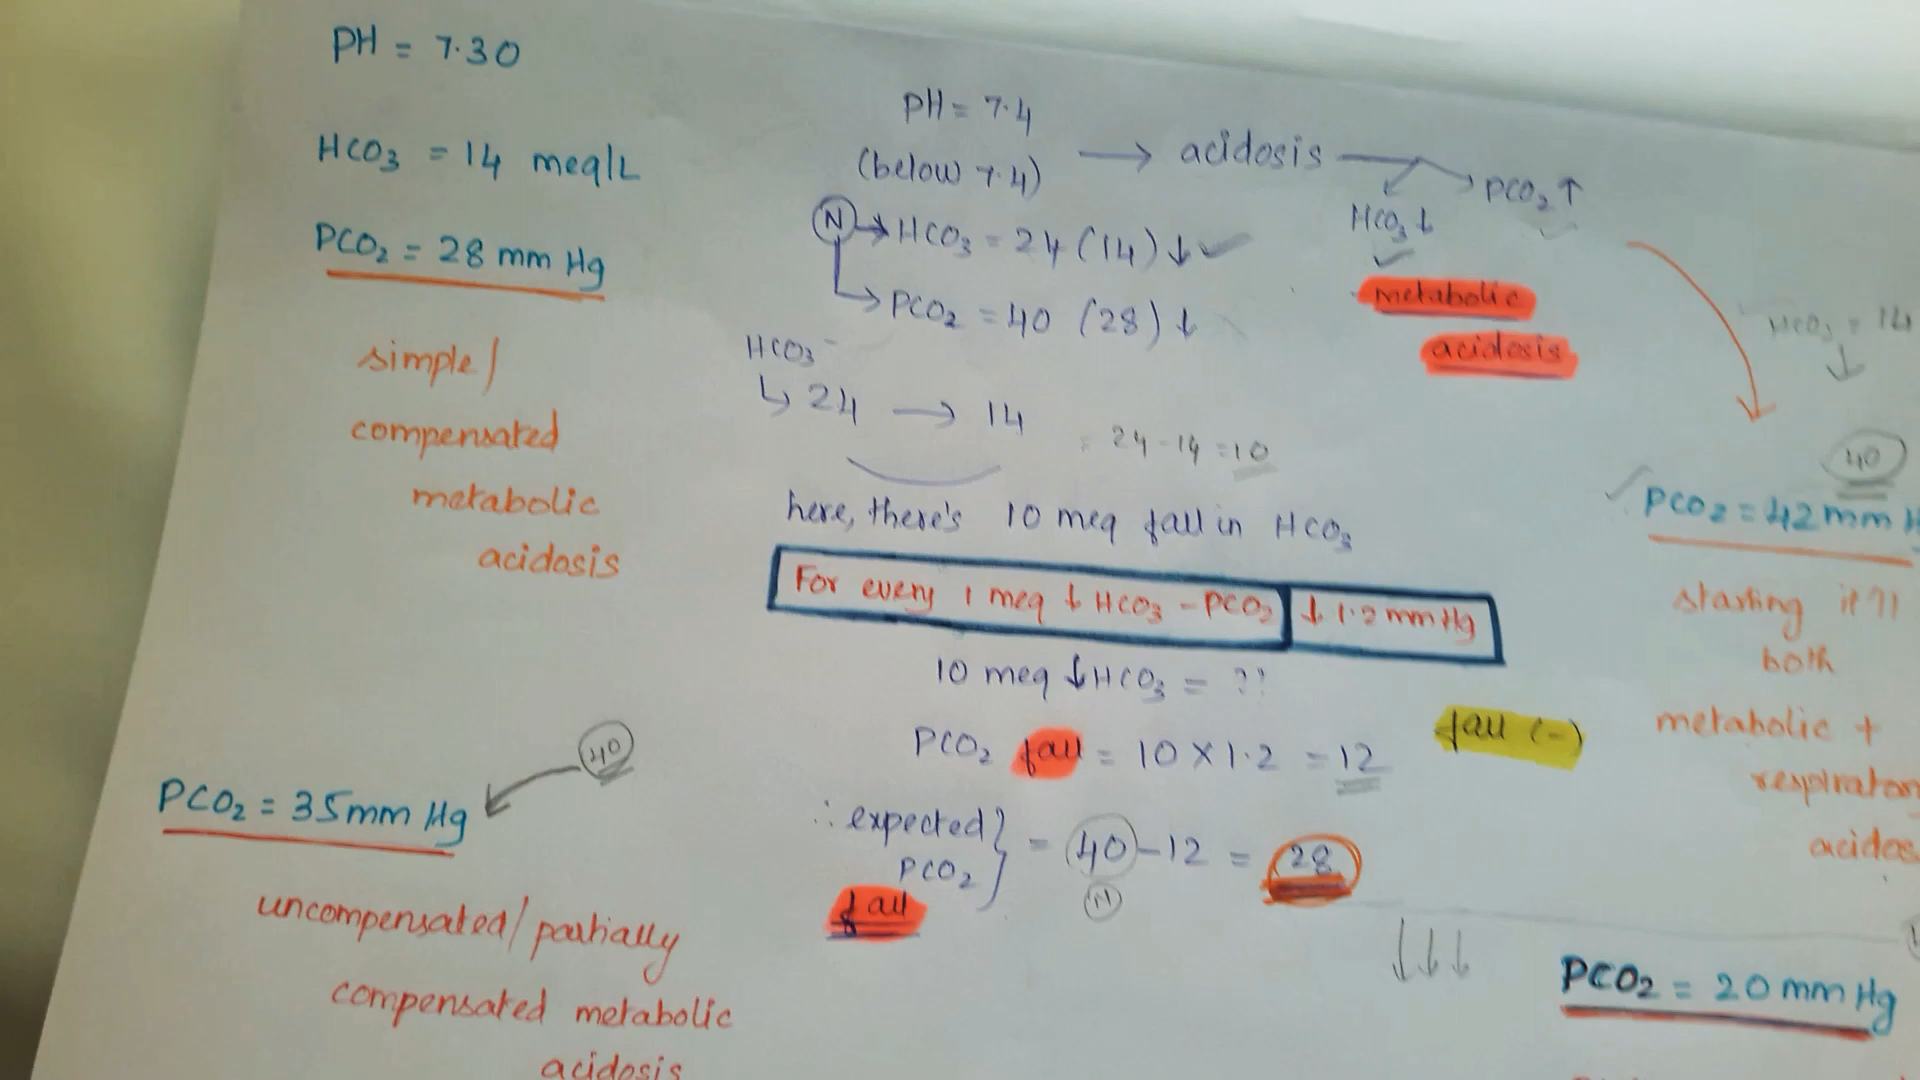 PH = 7.30
HCO3 = 14 meq/L
PCO2 = 28 mm Hg
simple/
compensated
metabolic
acidosis
PH = 7.4
(below 7.4) → acidosis
HCO3 ↓
PCO2 ↑
metabolic
acidosis
N → HCO3 = 24 (14) ↓ ✓
→ PCO2 = 40 (28) ↓
HCO3⁻
↳ 24 → 14
= 24 - 14 = 10
here, there's 10 meq fall in HCO3
For every 1 meq ↓ HCO3 - PCO2 ↓ 1.2 mm Hg
10 meq ↓ HCO3 = ??
PCO2 fall = 10 X 1.2 = 12
fall (-)
∴ expected } = 40 - 12 = 28
PCO2
N
fall
40
PCO2 = 35mm Hg
uncompensated/partially
compensated metabolic
acidosis
HCO3 = 14
↓
40
PCO2 = 42 mm
both
metabolic +
↓↓↓
PCO2 = 20 mm Hg